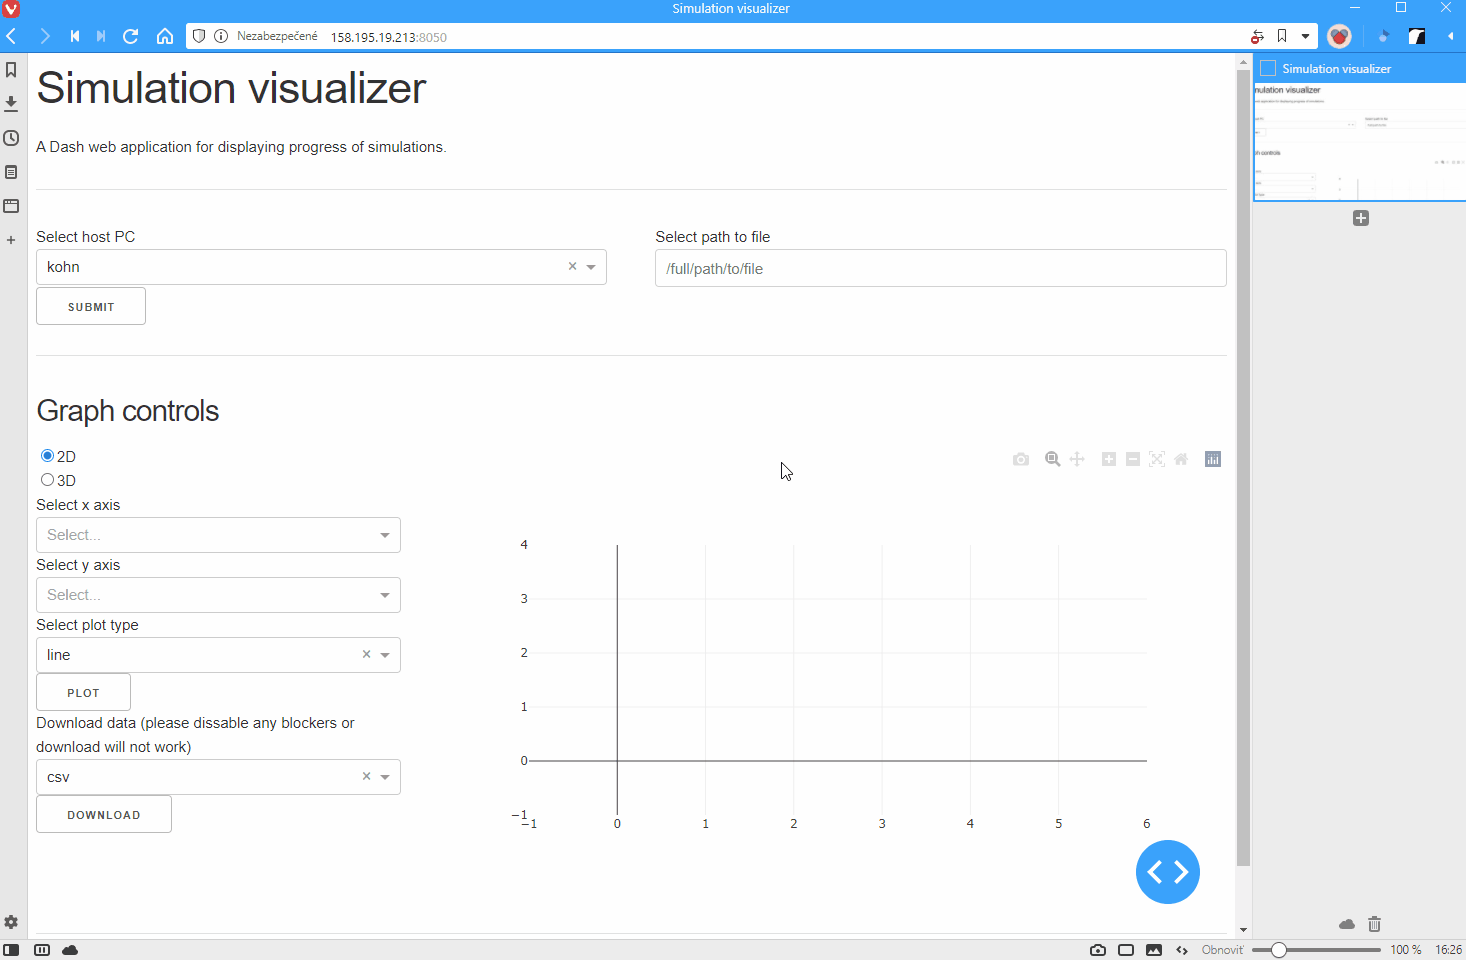 Simulation visualizer
Nezabezpečené 158.195.19.213:8050
Simulation visualizer
Simulation visualizer
A Dash web application for displaying progress of simulations.
Select host PC
kohn
SUBMIT
Select path to file
/full/path/to/file
Graph controls
2D
3D
Select x axis
Select...
Select y axis
Select...
Select plot type
line
PLOT
Download data (please dissable any blockers or
download will not work)
csv
DOWNLOAD
4
3
2
1
0
−1
−1 0 1 2 3 4 5 6
Obnoviť 100 % 16:26